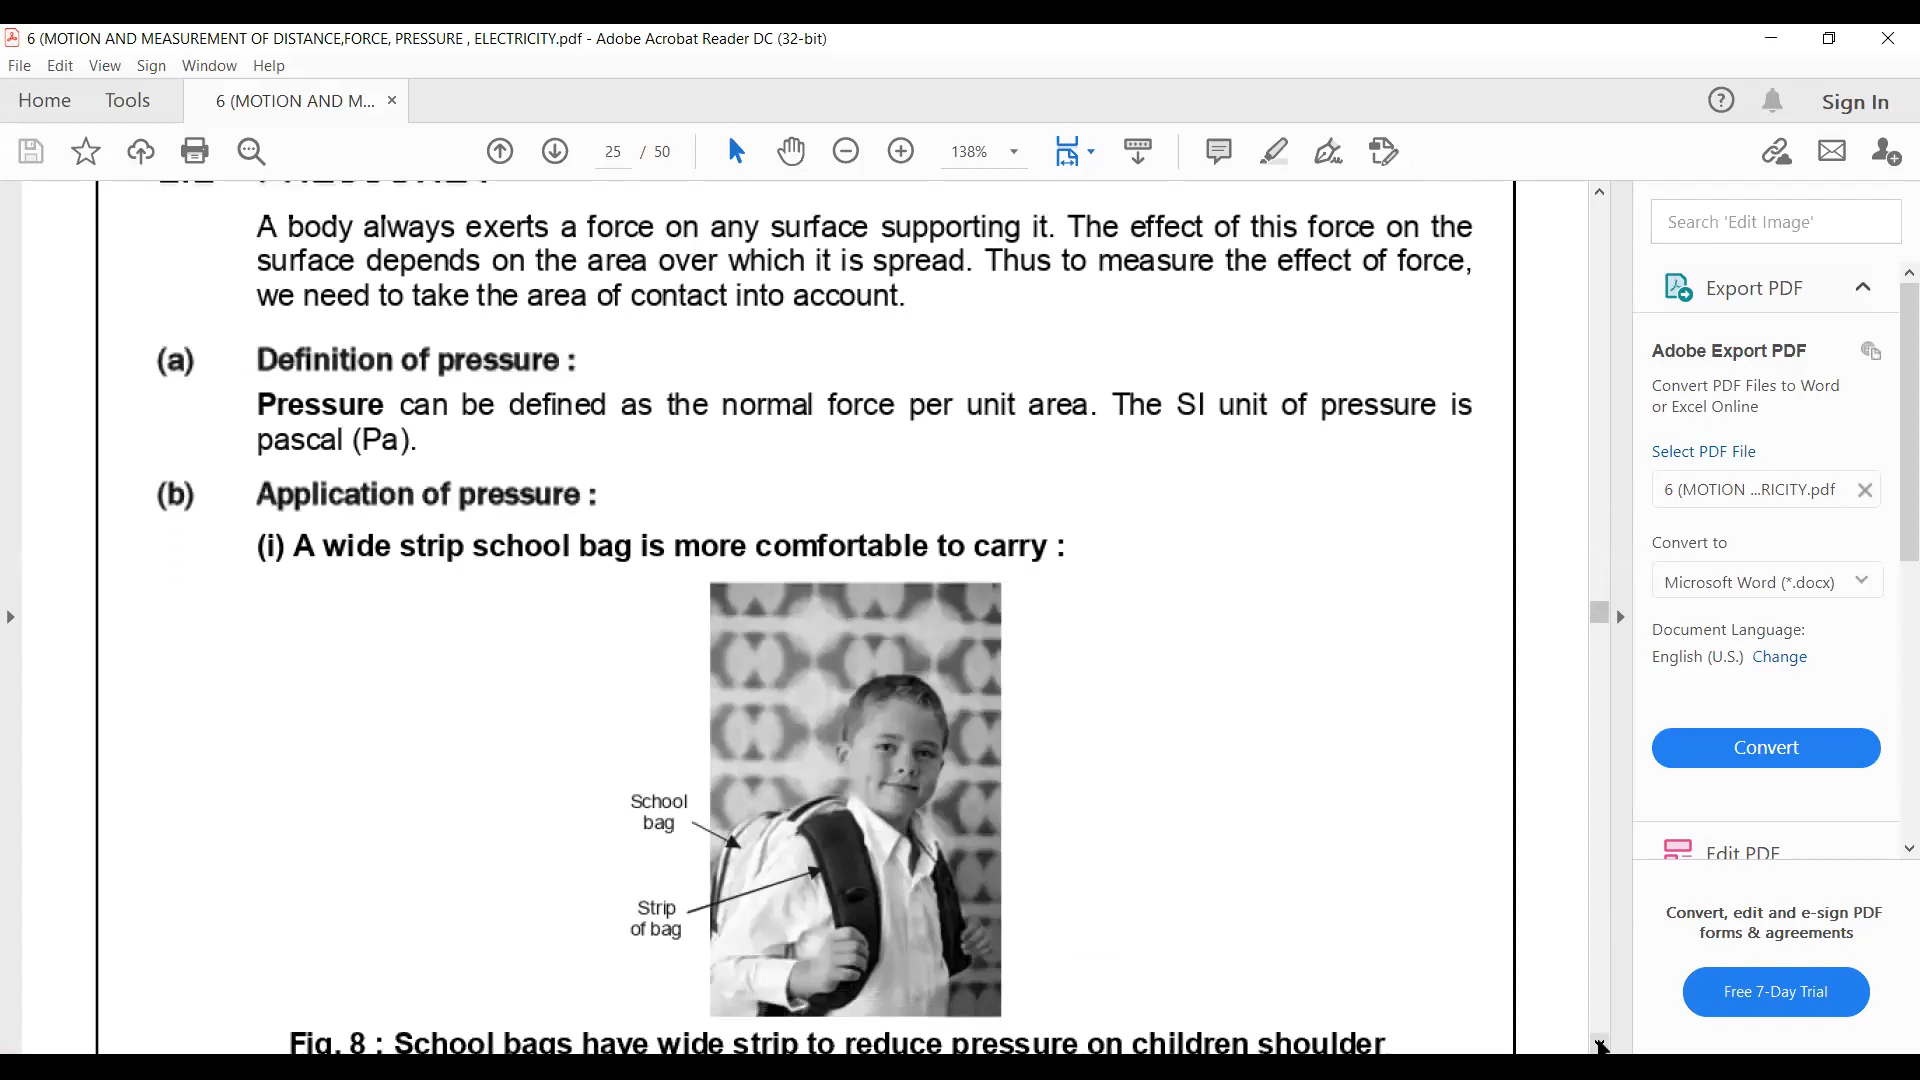 6 (MOTION AND MEASUREMENT OF DISTANCE,FORCE, PRESSURE , ELECTRICITY.pdf - Adobe Acrobat Reader DC (32-bit)
File Edit View Sign Window Help
Home Tools 6 (MOTION AND M... × Sign In
25 / 50 138%
A body always exerts a force on any surface supporting it. The effect of this force on the
surface depends on the area over which it is spread. Thus to measure the effect of force,
we need to take the area of contact into account.
(a) Definition of pressure :
Pressure can be defined as the normal force per unit area. The SI unit of pressure is
pascal (Pa).
(b) Application of pressure :
(i) A wide strip school bag is more comfortable to carry :
School
bag
Strip
of bag
Fig. 8 : School bags have wide strip to reduce pressure on children shoulder
Search 'Edit Image'
Export PDF
Adobe Export PDF
Convert PDF Files to Word
or Excel Online
Select PDF File
6 (MOTION ...RICITY.pdf
Convert to
Microsoft Word (*.docx)
Document Language:
English (U.S.) Change
Convert
Edit PDF
Convert, edit and e-sign PDF
forms & agreements
Free 7-Day Trial